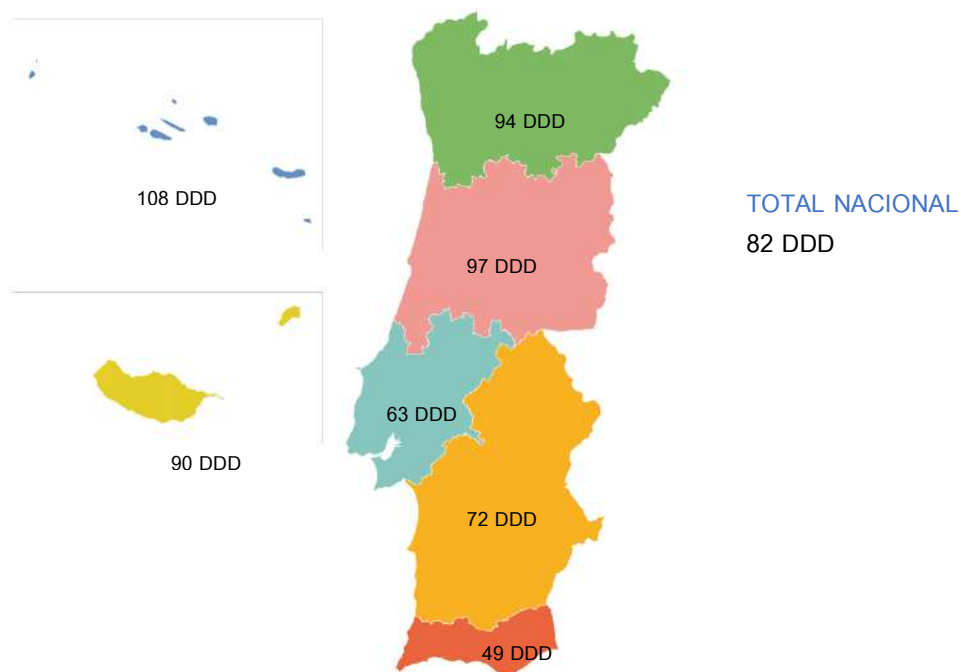 94 DDD
108 DDD
TOTAL NACIONAL
82 DDD
97 DDD
63 DDD
90 DDD
72 DDD
49 DDD